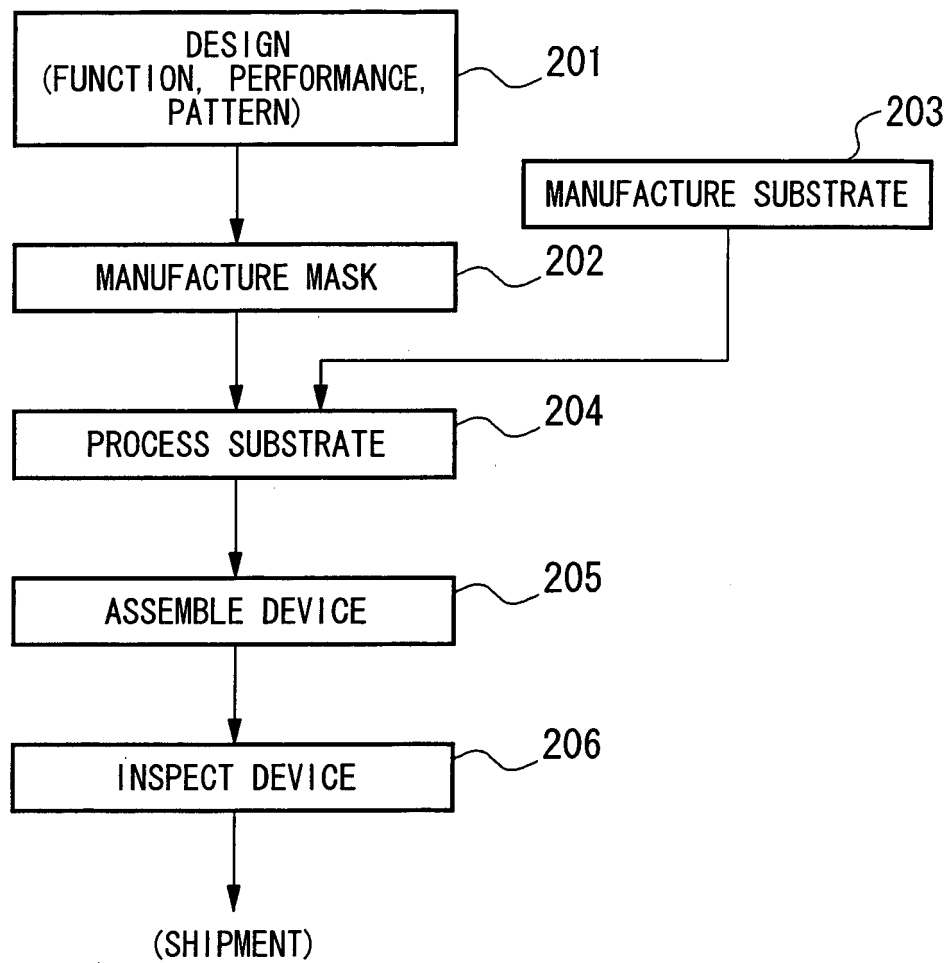 DESIGN
(FUNCTION, PERFORMANCE,
PATTERN)
201
203
MANUFACTURE SUBSTRATE
MANUFACTURE MASK
202
PROCESS SUBSTRATE
204
ASSEMBLE DEVICE
205
INSPECT DEVICE
206
(SHIPMENT)